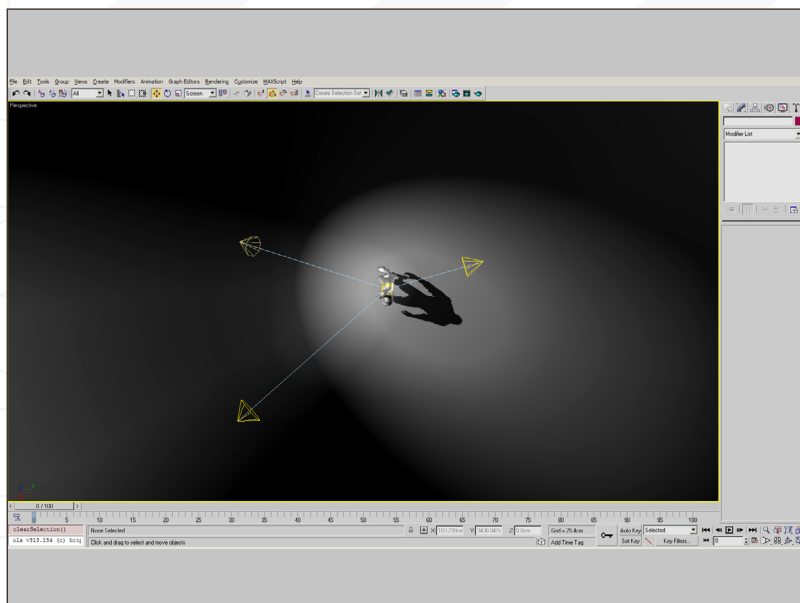 File Edit Tools Group Views Create Modifiers Animation Graph Editors Rendering Customize MAXScript Help
All Screen Create Selection Set
Perspective
Modifier List
0 / 100
0 5 10 15 20 25 30 35 40 45 50 55 60 65 70 75 80 85 90 95 100
clearSelection() None Selected X Y Z 0.0cm Grid = 25.4cm Auto Key Selected
Click and drag to select and move objects Add Time Tag Set Key Key Filters... 0